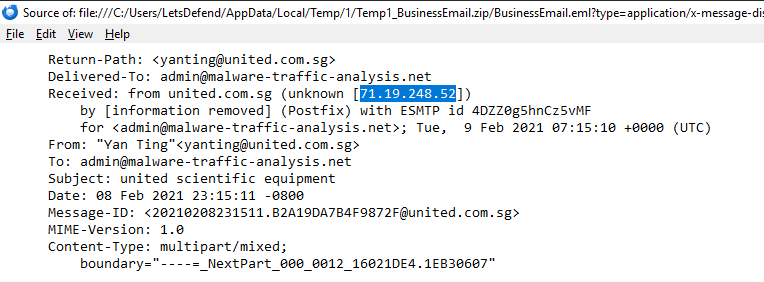 Source of: file:///C:/Users/LetsDefend/AppData/Local/Temp/1/Temp1_BusinessEmail.zip/BusinessEmail.eml?type=application/x-message-dis
File Edit View Help
Return-Path: <yanting@united.com.sg>
Delivered-To: admin@malware-traffic-analysis.net
Received: from united.com.sg (unknown [71.19.248.52])
by [information removed] (Postfix) with ESMTP id 4DZZ0g5hnCz5vMF
for <admin@malware-traffic-analysis.net>; Tue,  9 Feb 2021 07:15:10 +0000 (UTC)
From: "Yan Ting"<yanting@united.com.sg>
To: admin@malware-traffic-analysis.net
Subject: united scientific equipment
Date: 08 Feb 2021 23:15:11 -0800
Message-ID: <20210208231511.B2A19DA7B4F9872F@united.com.sg>
MIME-Version: 1.0
Content-Type: multipart/mixed;
boundary="----=_NextPart_000_0012_16021DE4.1EB30607"